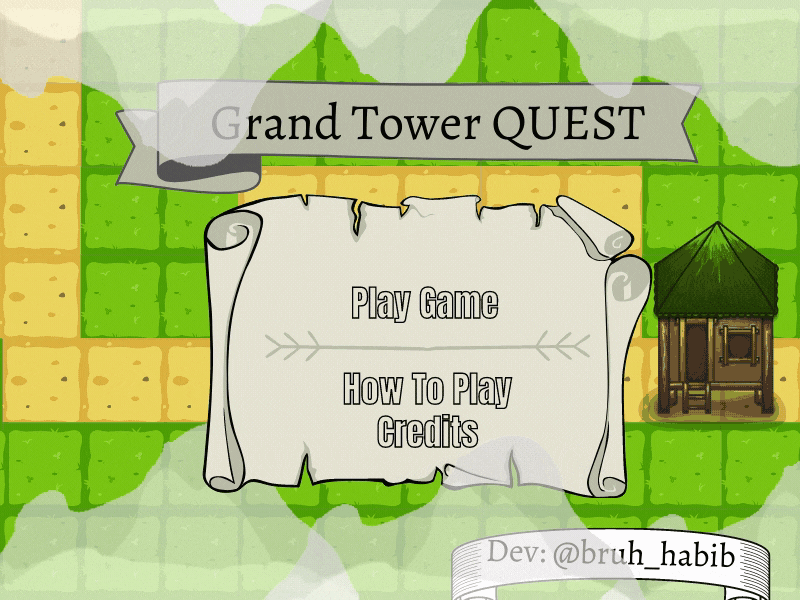 Grand Tower QUEST
Play Game
How To Play
Credits
Dev: @bruh_habib